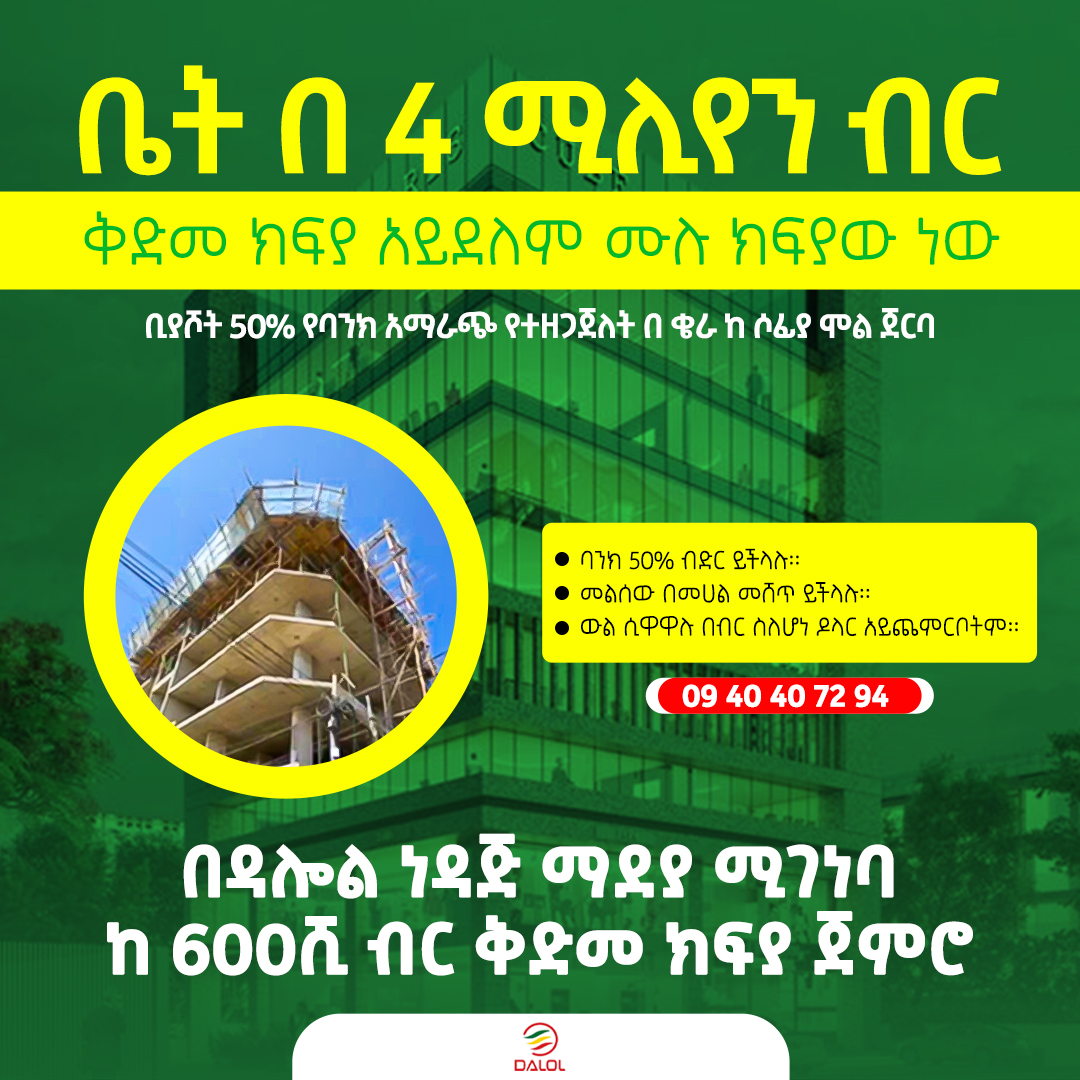 ቤት በ 4 ሚሊየን ብር
ቅድመ ክፍያ አይደለም ሙሉ ክፍያው ነው
ቢያሾት 50% የባንክ አማራጭ የተዘጋጀለት በ ቄራ ከ ሶፊያ ሞል ጀርባ
● ባንክ 50% ብድር ይችላሉ።
● መልሰው በመሀል መሸጥ ይችላሉ።
● ውል ሲዋዋሉ በብር ስለሆነ ዶላር አይጨምርቦትም።
09 40 40 72 94
በዳሎል ነዳጅ ማደያ ሚገነባ
ከ 600ሺ ብር ቅድመ ክፍያ ጀምሮ
DALOL